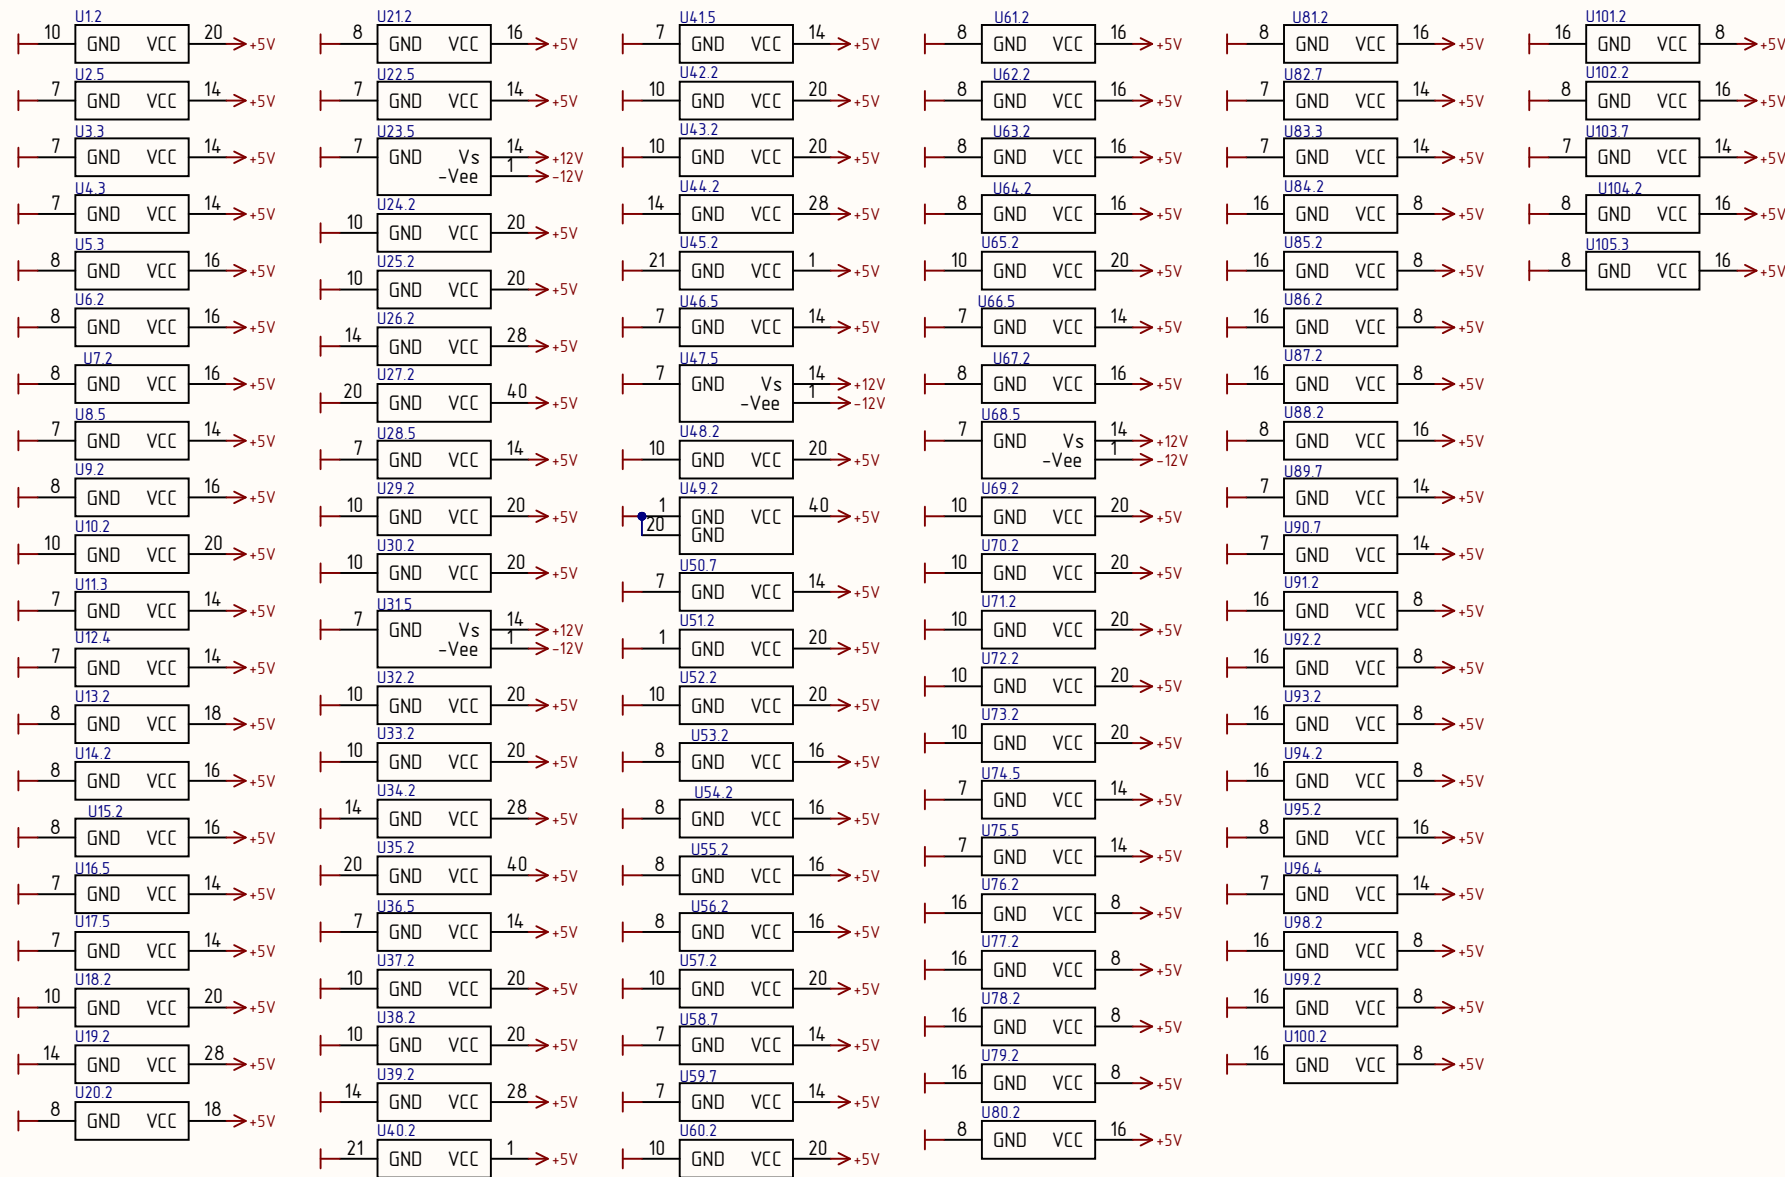 U1.2
10 GND VCC 20 +5V
U2.5
7 GND VCC 14 +5V
U3.3
7 GND VCC 14 +5V
U4.3
7 GND VCC 14 +5V
U5.3
8 GND VCC 16 +5V
U6.2
8 GND VCC 16 +5V
U7.2
8 GND VCC 16 +5V
U8.5
7 GND VCC 14 +5V
U9.2
8 GND VCC 16 +5V
U10.2
10 GND VCC 20 +5V
U11.3
7 GND VCC 14 +5V
U12.4
7 GND VCC 14 +5V
U13.2
8 GND VCC 18 +5V
U14.2
8 GND VCC 16 +5V
U15.2
8 GND VCC 16 +5V
U16.5
7 GND VCC 14 +5V
U17.5
7 GND VCC 14 +5V
U18.2
10 GND VCC 20 +5V
U19.2
14 GND VCC 28 +5V
U20.2
8 GND VCC 18 +5V
U21.2
8 GND VCC 16 +5V
U22.5
7 GND VCC 14 +5V
U23.5
7 GND Vs 14 +12V
-Vee 1 -12V
U24.2
10 GND VCC 20 +5V
U25.2
10 GND VCC 20 +5V
U26.2
14 GND VCC 28 +5V
U27.2
20 GND VCC 40 +5V
U28.5
7 GND VCC 14 +5V
U29.2
10 GND VCC 20 +5V
U30.2
10 GND VCC 20 +5V
U31.5
7 GND Vs 14 +12V
-Vee 1 -12V
U32.2
10 GND VCC 20 +5V
U33.2
10 GND VCC 20 +5V
U34.2
14 GND VCC 28 +5V
U35.2
20 GND VCC 40 +5V
U36.5
7 GND VCC 14 +5V
U37.2
10 GND VCC 20 +5V
U38.2
10 GND VCC 20 +5V
U39.2
14 GND VCC 28 +5V
U40.2
21 GND VCC 1 +5V
U41.5
7 GND VCC 14 +5V
U42.2
10 GND VCC 20 +5V
U43.2
10 GND VCC 20 +5V
U44.2
14 GND VCC 28 +5V
U45.2
21 GND VCC 1 +5V
U46.5
7 GND VCC 14 +5V
U47.5
7 GND Vs 14 +12V
-Vee 1 -12V
U48.2
10 GND VCC 20 +5V
U49.2
1 GND VCC 40 +5V
20 GND
U50.7
7 GND VCC 14 +5V
U51.2
1 GND VCC 20 +5V
U52.2
10 GND VCC 20 +5V
U53.2
8 GND VCC 16 +5V
U54.2
8 GND VCC 16 +5V
U55.2
8 GND VCC 16 +5V
U56.2
8 GND VCC 16 +5V
U57.2
10 GND VCC 20 +5V
U58.7
7 GND VCC 14 +5V
U59.7
7 GND VCC 14 +5V
U60.2
10 GND VCC 20 +5V
U61.2
8 GND VCC 16 +5V
U62.2
8 GND VCC 16 +5V
U63.2
8 GND VCC 16 +5V
U64.2
8 GND VCC 16 +5V
U65.2
10 GND VCC 20 +5V
U66.5
7 GND VCC 14 +5V
U67.2
8 GND VCC 16 +5V
U68.5
7 GND Vs 14 +12V
-Vee 1 -12V
U69.2
10 GND VCC 20 +5V
U70.2
10 GND VCC 20 +5V
U71.2
10 GND VCC 20 +5V
U72.2
10 GND VCC 20 +5V
U73.2
10 GND VCC 20 +5V
U74.5
7 GND VCC 14 +5V
U75.5
7 GND VCC 14 +5V
U76.2
16 GND VCC 8 +5V
U77.2
16 GND VCC 8 +5V
U78.2
16 GND VCC 8 +5V
U79.2
16 GND VCC 8 +5V
U80.2
8 GND VCC 16 +5V
U81.2
8 GND VCC 16 +5V
U82.7
7 GND VCC 14 +5V
U83.3
7 GND VCC 14 +5V
U84.2
16 GND VCC 8 +5V
U85.2
16 GND VCC 8 +5V
U86.2
16 GND VCC 8 +5V
U87.2
16 GND VCC 8 +5V
U88.2
8 GND VCC 16 +5V
U89.7
7 GND VCC 14 +5V
U90.7
7 GND VCC 14 +5V
U91.2
16 GND VCC 8 +5V
U92.2
16 GND VCC 8 +5V
U93.2
16 GND VCC 8 +5V
U94.2
16 GND VCC 8 +5V
U95.2
8 GND VCC 16 +5V
U96.4
7 GND VCC 14 +5V
U98.2
16 GND VCC 8 +5V
U99.2
16 GND VCC 8 +5V
U100.2
16 GND VCC 8 +5V
U101.2
16 GND VCC 8 +5V
U102.2
8 GND VCC 16 +5V
U103.7
7 GND VCC 14 +5V
U104.2
8 GND VCC 16 +5V
U105.3
8 GND VCC 16 +5V